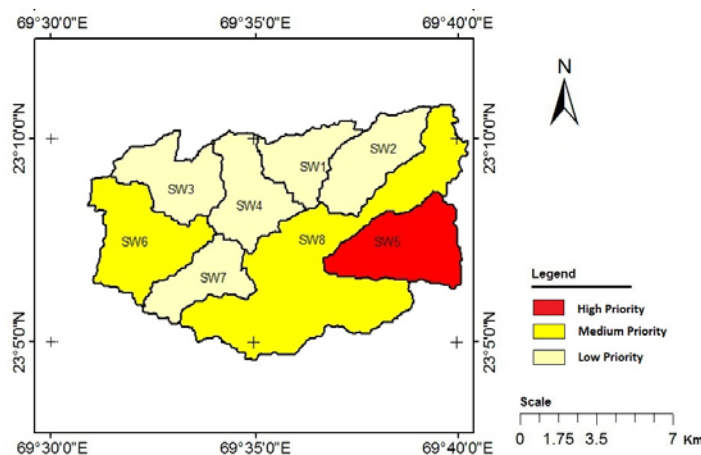 69°30'0"E 69°35'0"E 69°40'0"E
N
23°10'0"N 23°10'0"N
SW2
SW1
SW3
SW4
SW6 SW8 SW5
SW7
Legend
High Priority
Medium Priority
Low Priority
23°5'0"N 23°5'0"N
Scale
0 1.75 3.5 7 Km
69°30'0"E 69°35'0"E 69°40'0"E